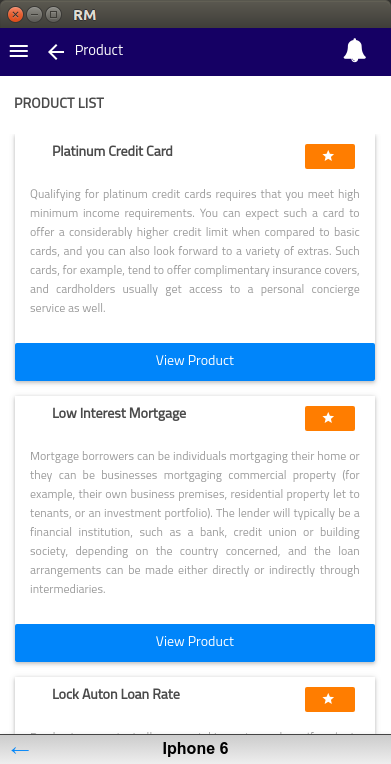 RM
Product
PRODUCT LIST
Platinum Credit Card
Qualifying for platinum credit cards requires that you meet high
minimum income requirements. You can expect such a card to
offer a considerably higher credit limit when compared to basic
cards, and you can also look forward to a variety of extras. Such
cards, for example, tend to offer complimentary insurance covers,
and cardholders usually get access to a personal concierge
service as well.
View Product
Low Interest Mortgage
Mortgage borrowers can be individuals mortgaging their home or
they can be businesses mortgaging commercial property (for
example, their own business premises, residential property let to
tenants, or an investment portfolio). The lender will typically be a
financial institution, such as a bank, credit union or building
society, depending on the country concerned, and the loan
arrangements can be made either directly or indirectly through
intermediaries.
View Product
Lock Auton Loan Rate
Iphone 6